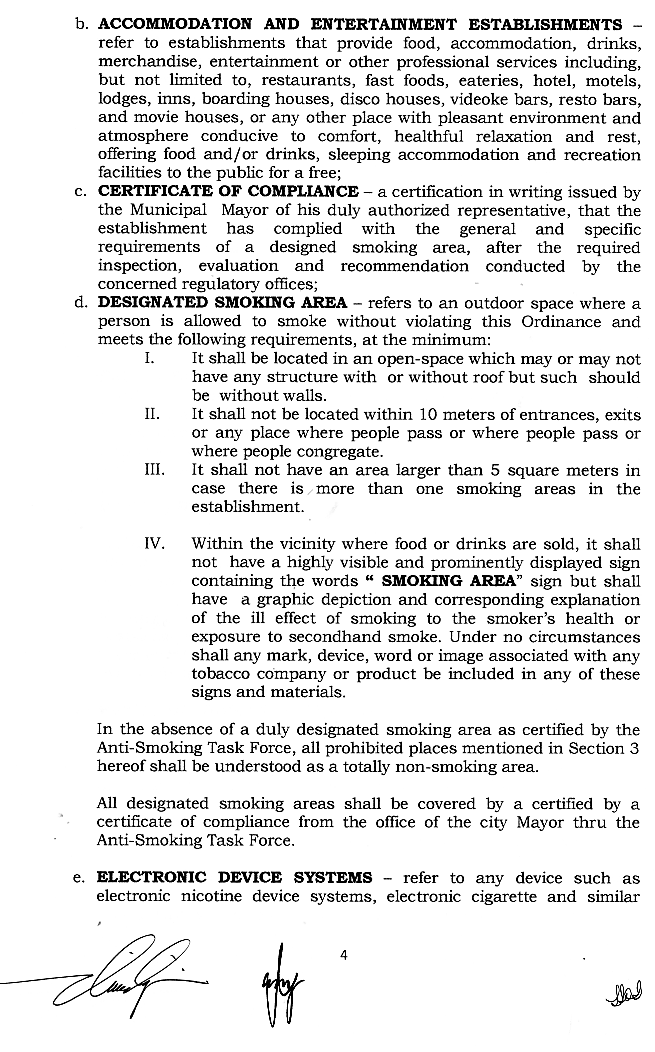 b. ACCOMMODATION AND ENTERTAINMENT ESTABLISHMENTS –
refer to establishments that provide food, accommodation, drinks,
merchandise, entertainment or other professional services including,
but not limited to, restaurants, fast foods, eateries, hotel, motels,
lodges, inns, boarding houses, disco houses, videoke bars, resto bars,
and movie houses, or any other place with pleasant environment and
atmosphere conducive to comfort, healthful relaxation and rest,
offering food and/or drinks, sleeping accommodation and recreation
facilities to the public for a free;
c. CERTIFICATE OF COMPLIANCE – a certification in writing issued by
the Municipal Mayor of his duly authorized representative, that the
establishment has complied with the general and specific
requirements of a designed smoking area, after the required
inspection, evaluation and recommendation conducted by the
concerned regulatory offices;
d. DESIGNATED SMOKING AREA – refers to an outdoor space where a
person is allowed to smoke without violating this Ordinance and
meets the following requirements, at the minimum:
I. It shall be located in an open-space which may or may not
have any structure with or without roof but such should
be without walls.
II. It shall not be located within 10 meters of entrances, exits
or any place where people pass or where people pass or
where people congregate.
III. It shall not have an area larger than 5 square meters in
case there is more than one smoking areas in the
establishment.
IV. Within the vicinity where food or drinks are sold, it shall
not have a highly visible and prominently displayed sign
containing the words “ SMOKING AREA” sign but shall
have a graphic depiction and corresponding explanation
of the ill effect of smoking to the smoker’s health or
exposure to secondhand smoke. Under no circumstances
shall any mark, device, word or image associated with any
tobacco company or product be included in any of these
signs and materials.
In the absence of a duly designated smoking area as certified by the
Anti-Smoking Task Force, all prohibited places mentioned in Section 3
hereof shall be understood as a totally non-smoking area.
All designated smoking areas shall be covered by a certified by a
certificate of compliance from the office of the city Mayor thru the
Anti-Smoking Task Force.
e. ELECTRONIC DEVICE SYSTEMS – refer to any device such as
electronic nicotine device systems, electronic cigarette and similar
4